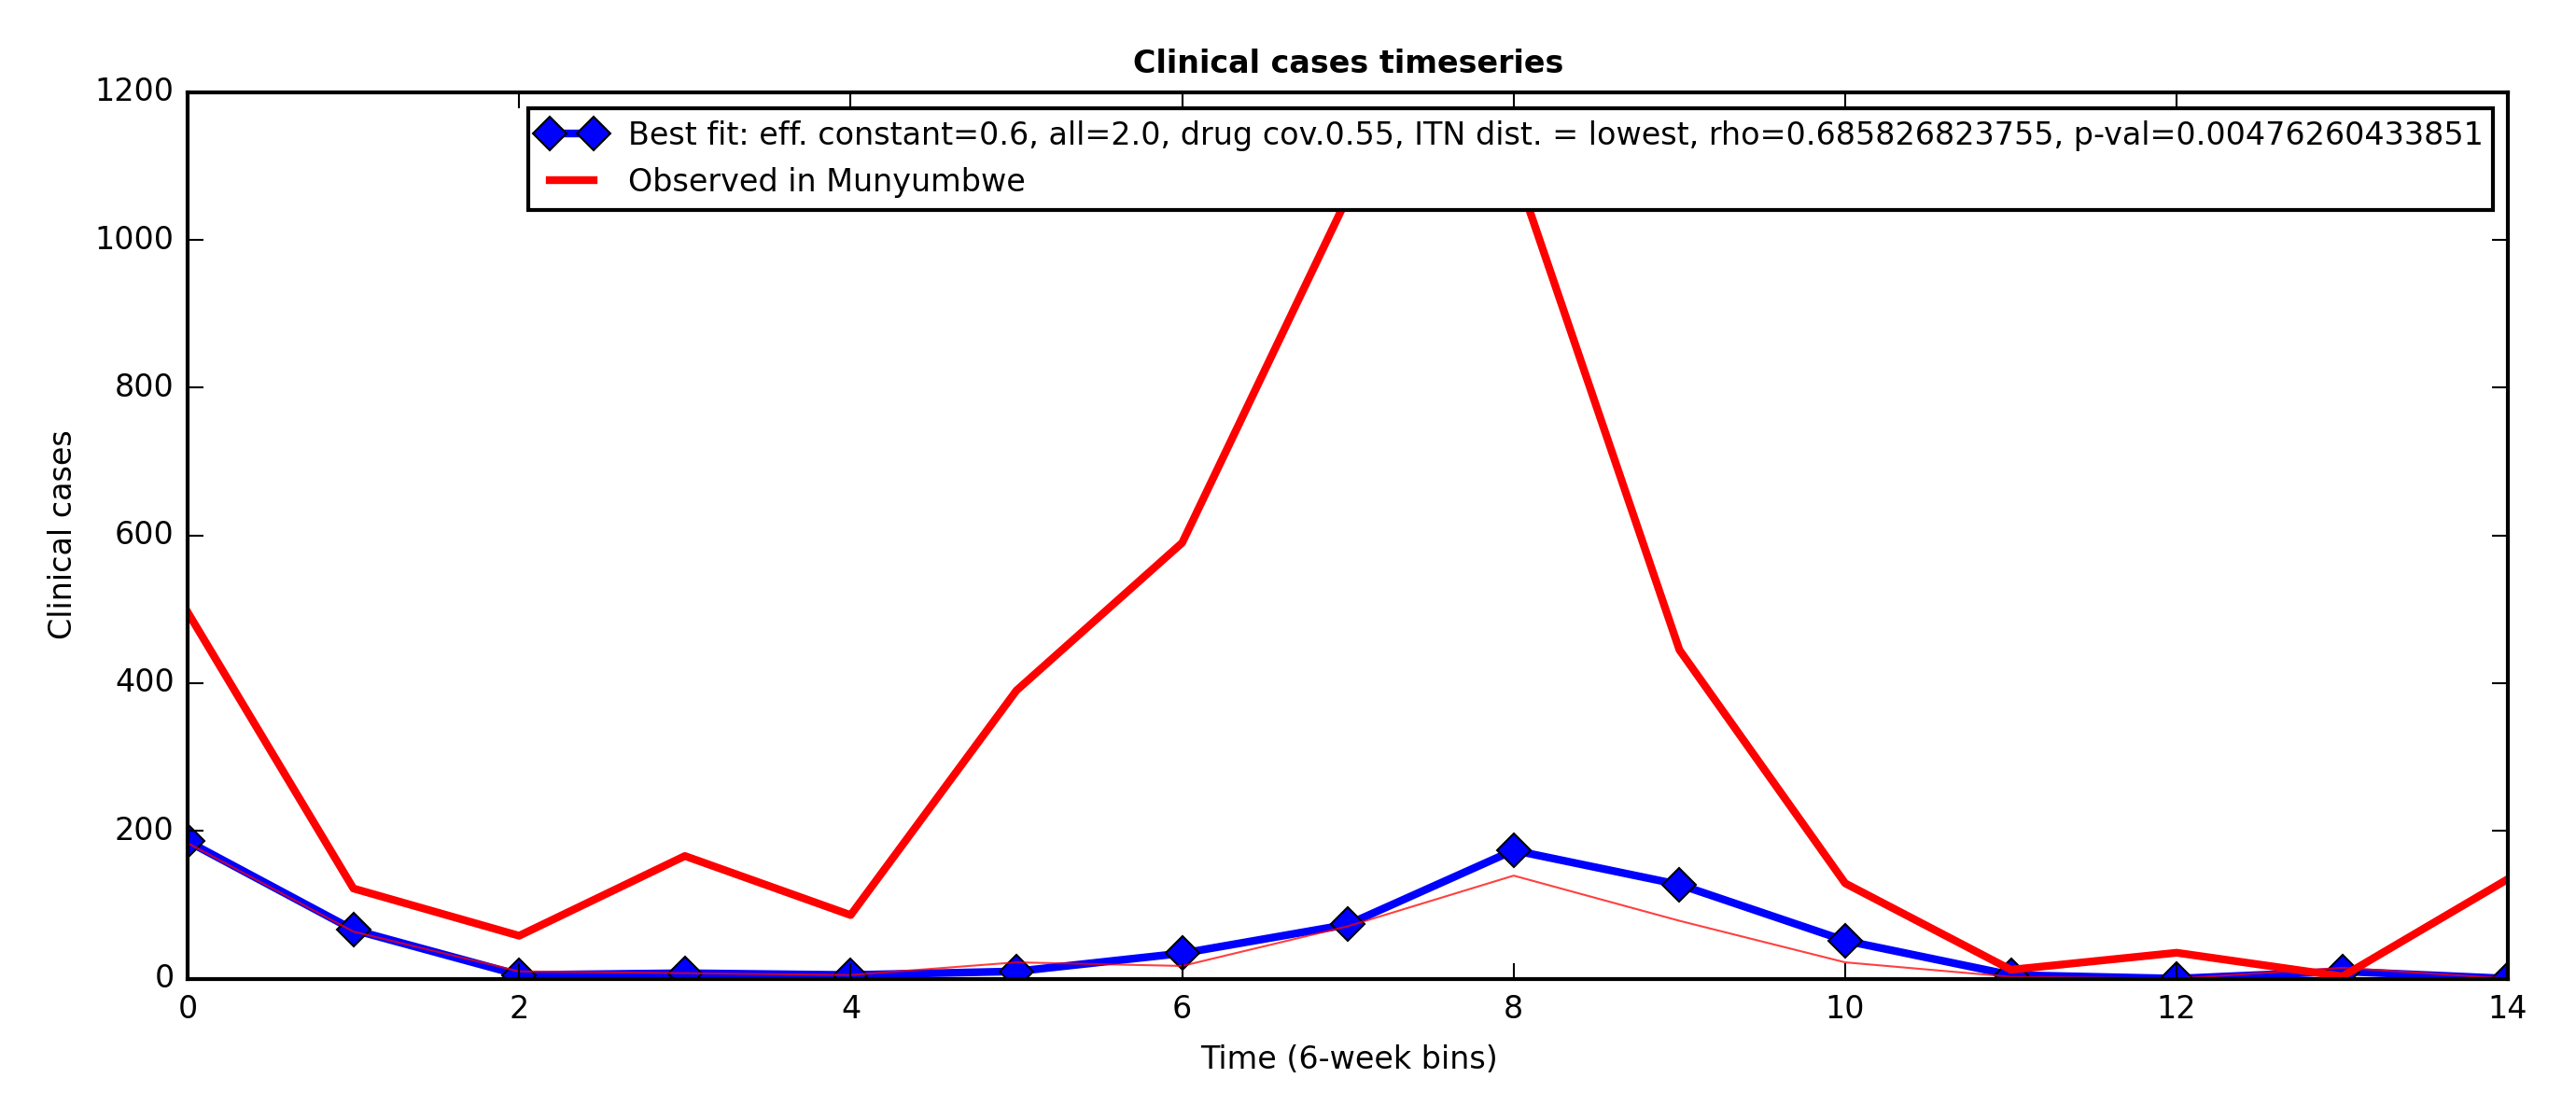 Clinical cases timeseries
1200
1000
800
600
400
200
0
Clinical cases
Best fit: eff. constant=0.6, all=2.0, drug cov.0.55, ITN dist. = lowest, rho=0.685826823755, p-val=0.00476260433851
Observed in Munyumbwe
0 2 4 6 8 10 12 14
Time (6-week bins)